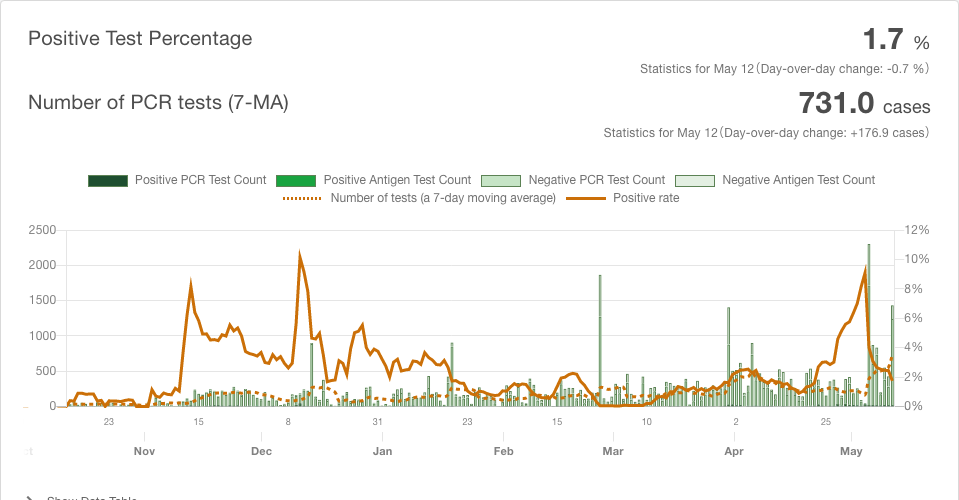 Positive Test Percentage
1.7 %
Statistics for May 12(Day-over-day change: -0.7 %)
Number of PCR tests (7-MA)
731.0 cases
Statistics for May 12(Day-over-day change: +176.9 cases)
Positive PCR Test Count Positive Antigen Test Count Negative PCR Test Count Negative Antigen Test Count
Number of tests (a 7-day moving average) Positive rate
2500 12%
2000 10%
1500 8%
1000 6%
500 4%
0 2%
0%
23 15 8 31 23 15 10 2 25
Nov Dec Jan Feb Mar Apr May
Show Data Table